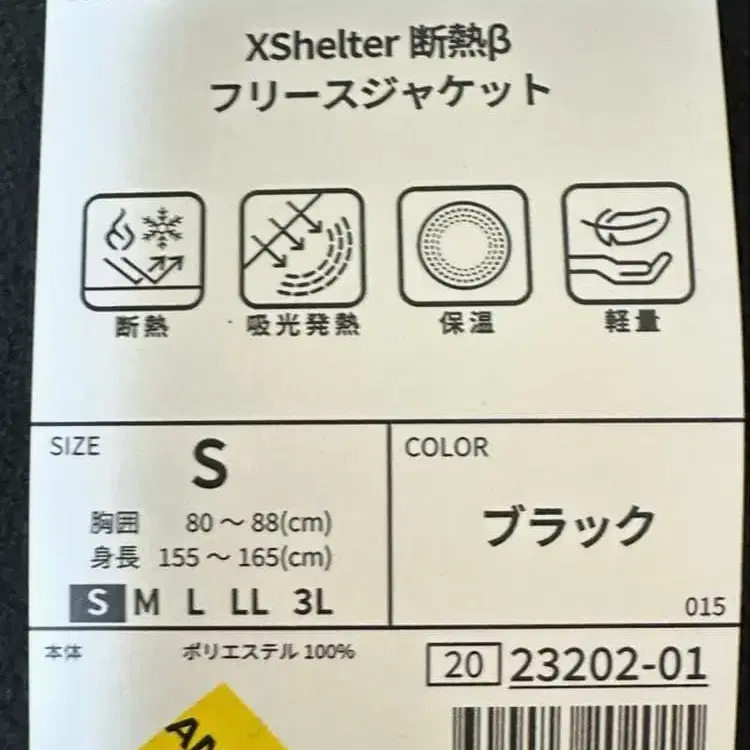 XShelter 断熱β
フリースジャケット
断熱 吸光発熱 保温 軽量
SIZE
S
胸囲 80～88(cm)
身長 155～165(cm)
S M L LL 3L
COLOR
ブラック
015
本体 ポリエステル 100%
20 23202-01